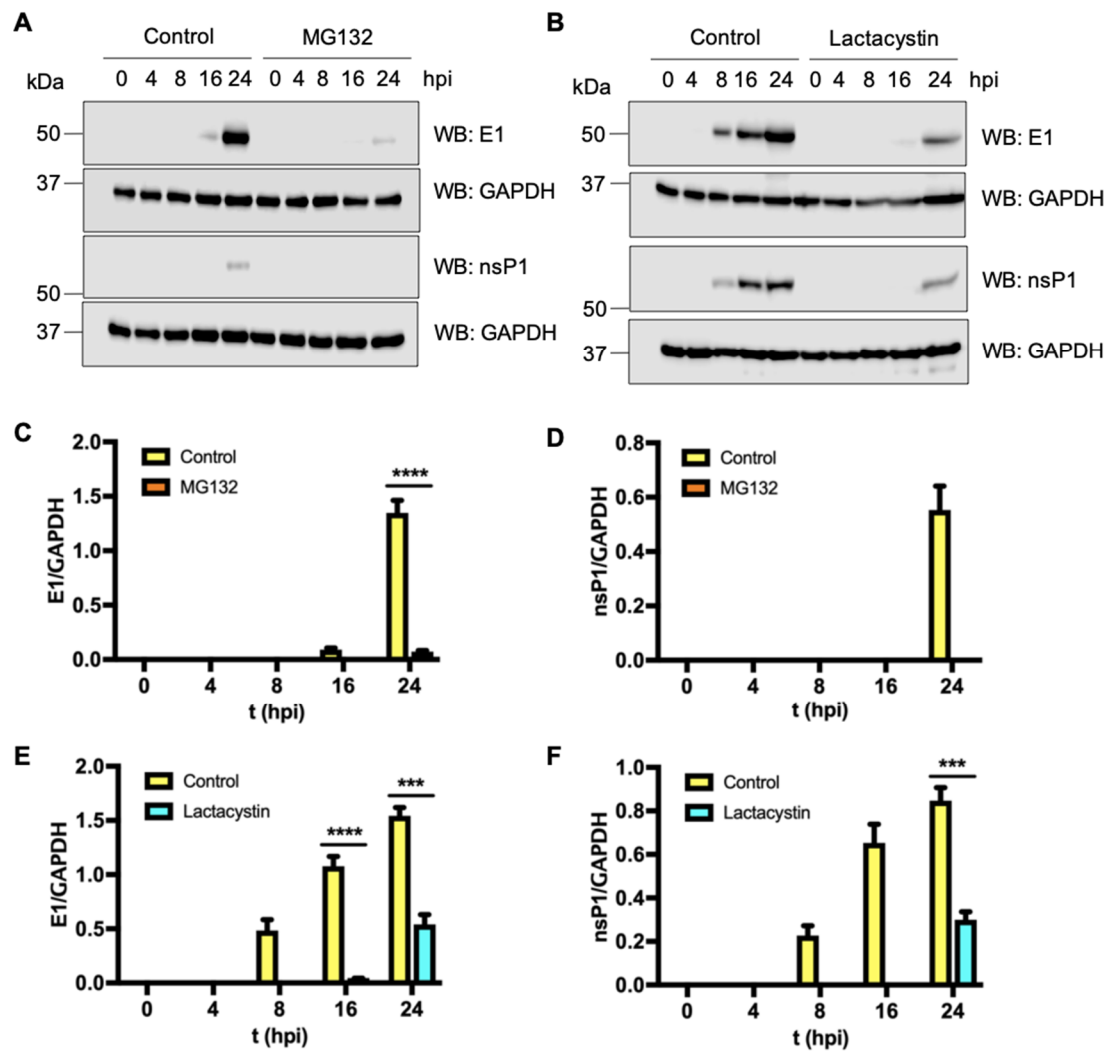 A
Control MG132
kDa 0 4 8 16 24 0 4 8 16 24 hpi
50 WB: E1
37 WB: GAPDH
WB: nsP1
50
37 WB: GAPDH
B
Control Lactacystin
kDa 0 4 8 16 24 0 4 8 16 24 hpi
50 WB: E1
37 WB: GAPDH
WB: nsP1
50
37 WB: GAPDH
C
E1/GAPDH
2.0
1.5
1.0
0.5
0.0
Control
MG132
****
0 4 8 16 24
t (hpi)
D
nsP1/GAPDH
0.8
0.6
0.4
0.2
0.0
Control
MG132
0 4 8 16 24
t (hpi)
E
E1/GAPDH
2.0
1.5
1.0
0.5
0.0
Control
Lactacystin
****
***
0 4 8 16 24
t (hpi)
F
nsP1/GAPDH
1.0
0.8
0.6
0.4
0.2
0.0
Control
Lactacystin
***
0 4 8 16 24
t (hpi)